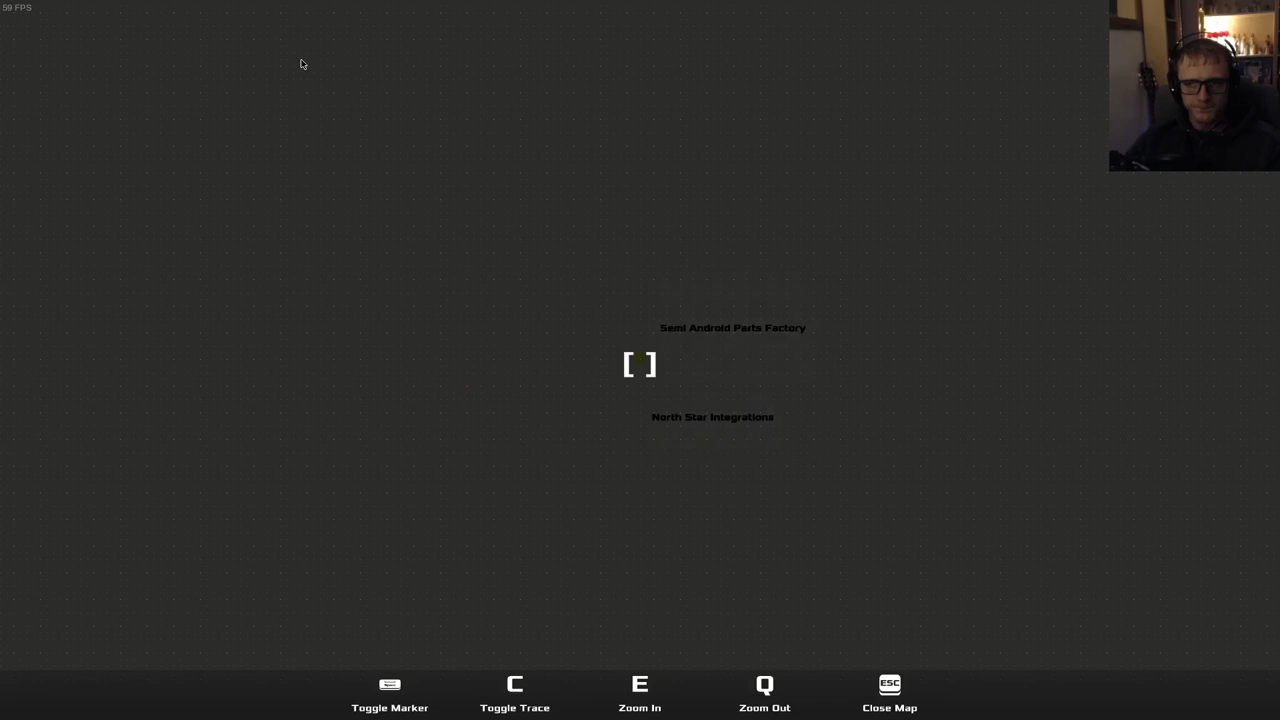 59 FPS
Semi Android Parts Factory
[ ]
North Star Integrations
C
E
Q
ESC
Toggle Marker
Toggle Trace
Zoom In
Zoom Out
Close Map